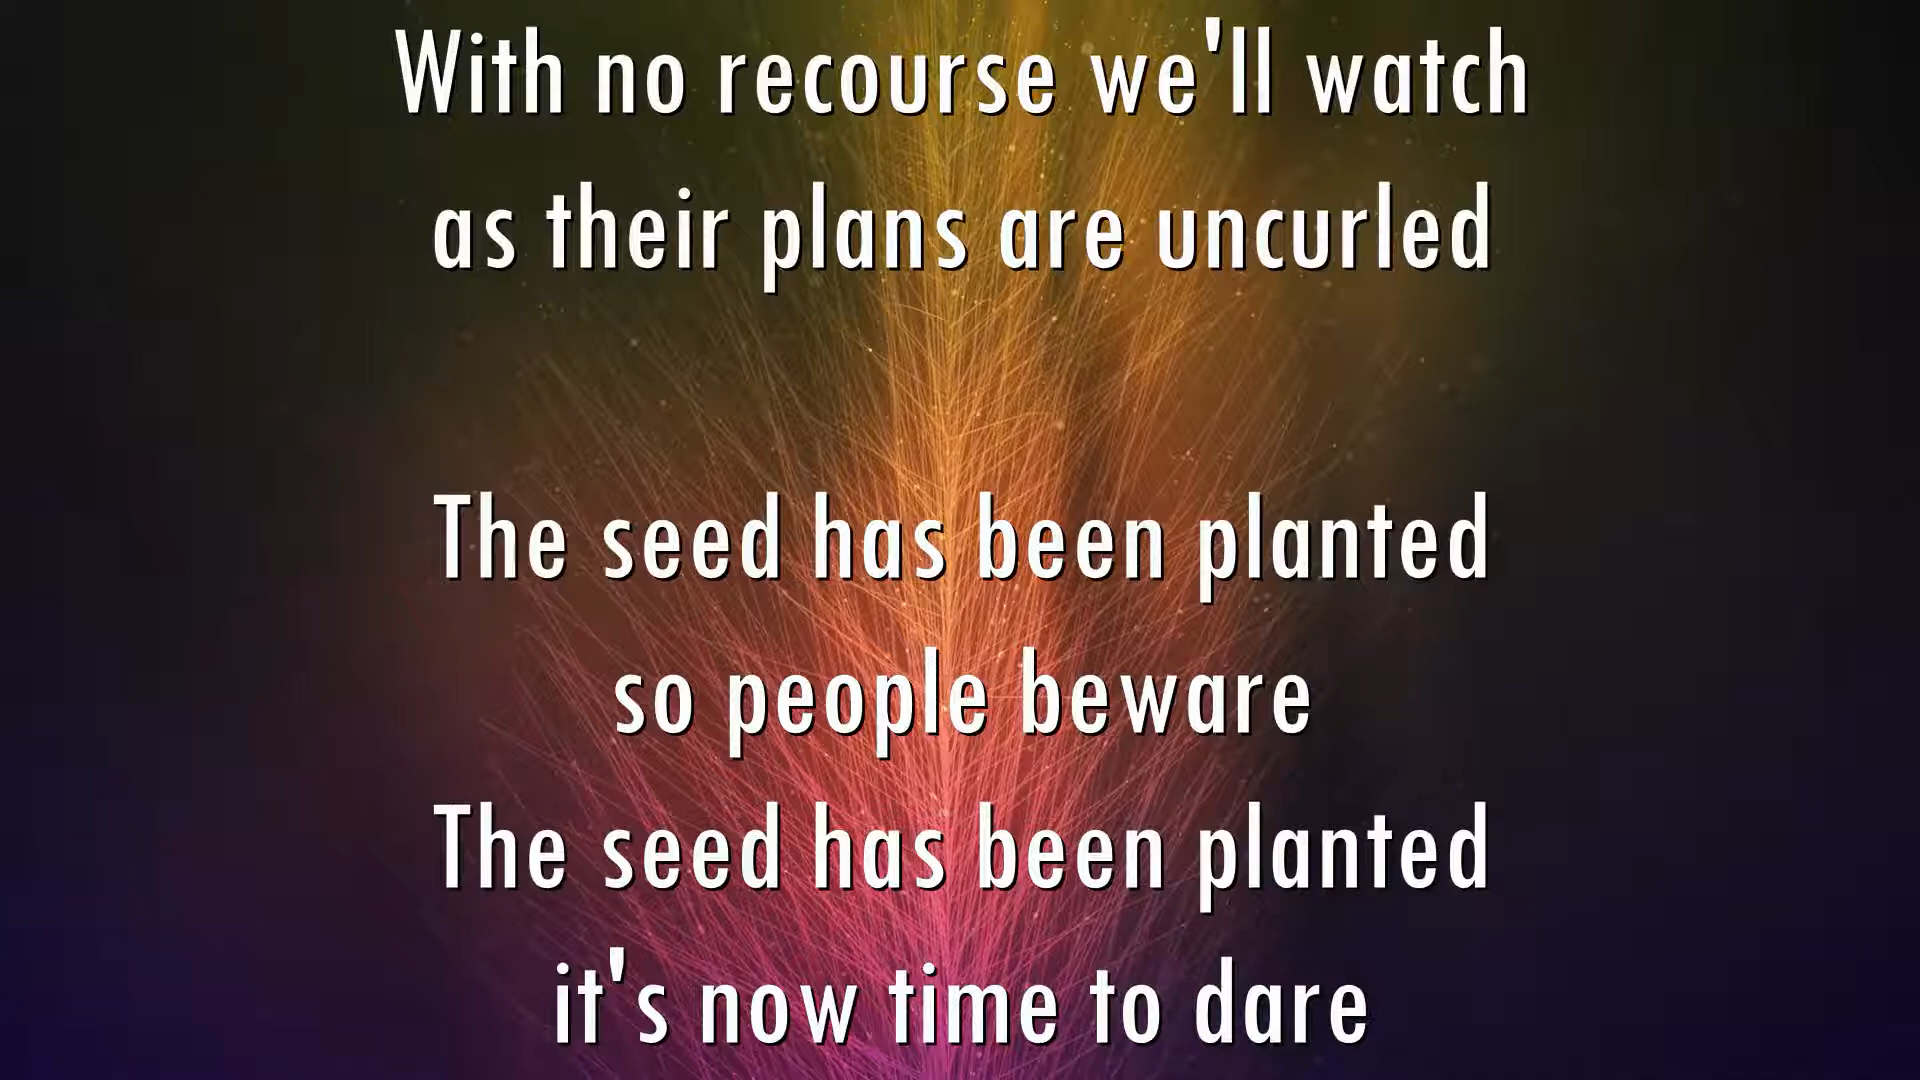 With no recourse we'll watch
as their plans are uncurled
The seed has been planted
so people beware
The seed has been planted
it's now time to dare